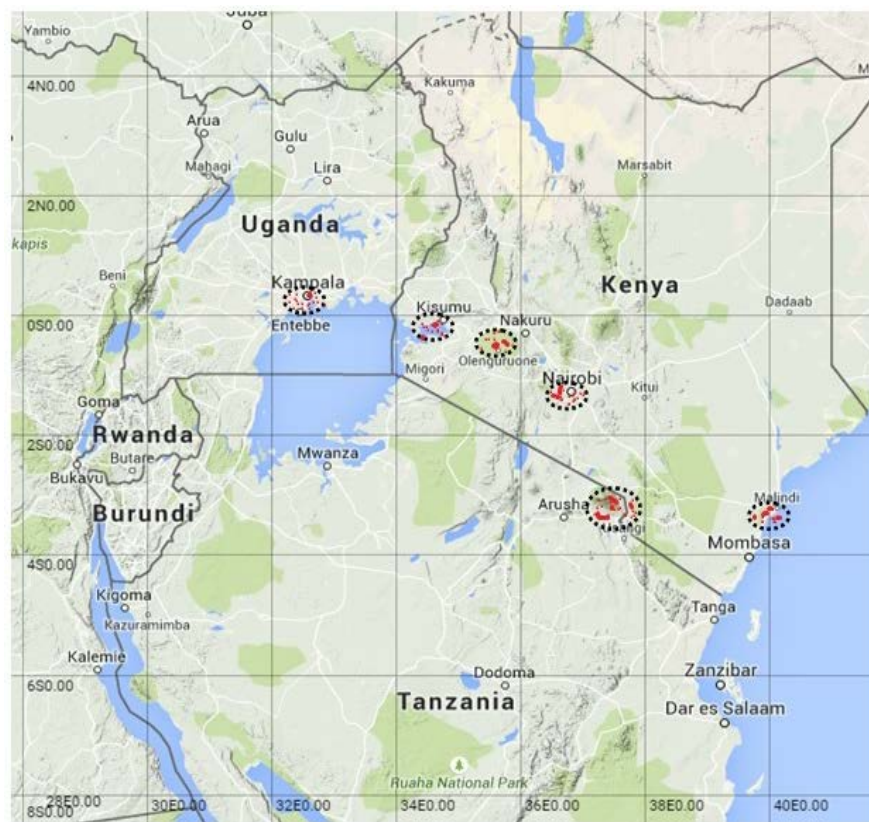 Juba
Yambio
4N0.00
Kakuma
Arua
Gulu
Marsabit
Mahagi
Lira
2N0.00
Uganda
Kenya
Beni
Kampala
Dadaab
0S0.00
Kisumu
Nakuru
Entebbe
Olenguruone
Migori
Nairobi
Kitui
Goma
Rwanda
2S0.00
Butare
Mwanza
Bukavu
Malindi
Arusha
Burundi
Usangi
Mombasa
4S0.00
Kigoma
Tanga
Kazuramimba
Kalemie
Dodoma
Zanzibar
6S0.00
Tanzania
Dar es Salaam
Ruaha National Park
28E0.00 30E0.00 32E0.00 34E0.00 36E0.00 38E0.00 40E0.00
8S0.00